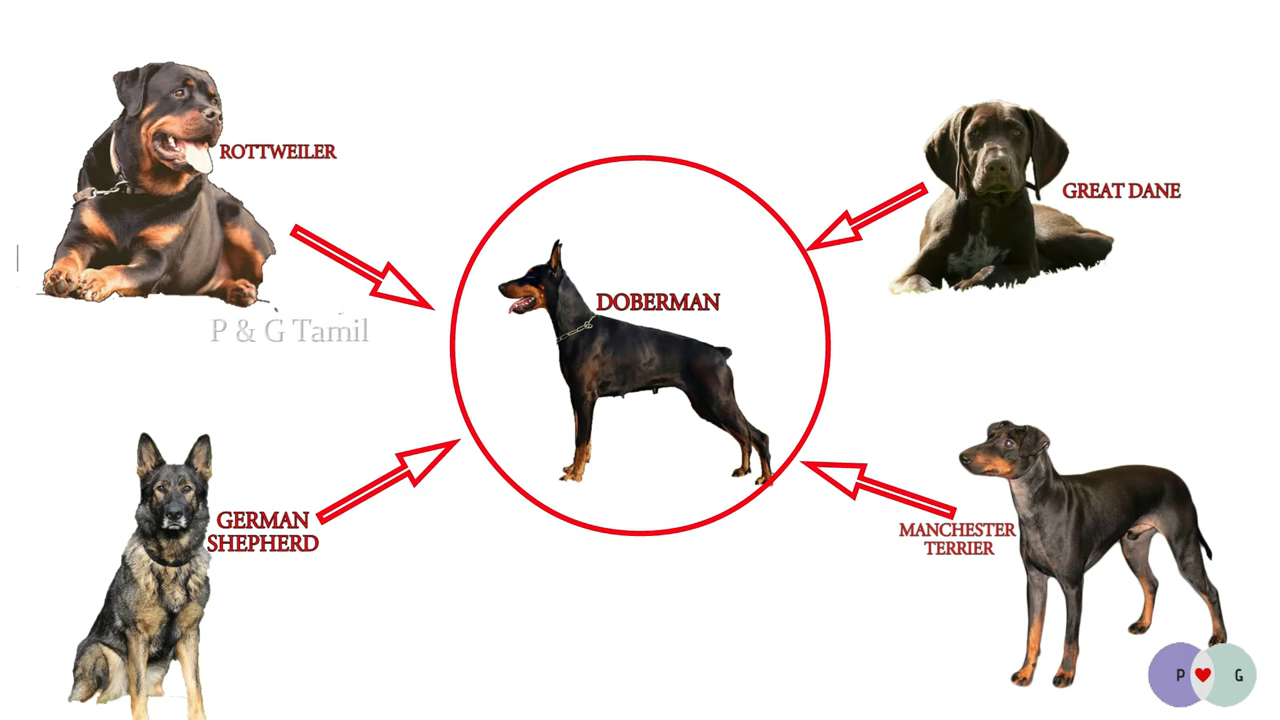 ROTTWEILER
GREAT DANE
DOBERMAN
P & G Tamil
GERMAN
SHEPHERD
MANCHESTER
TERRIER
P G